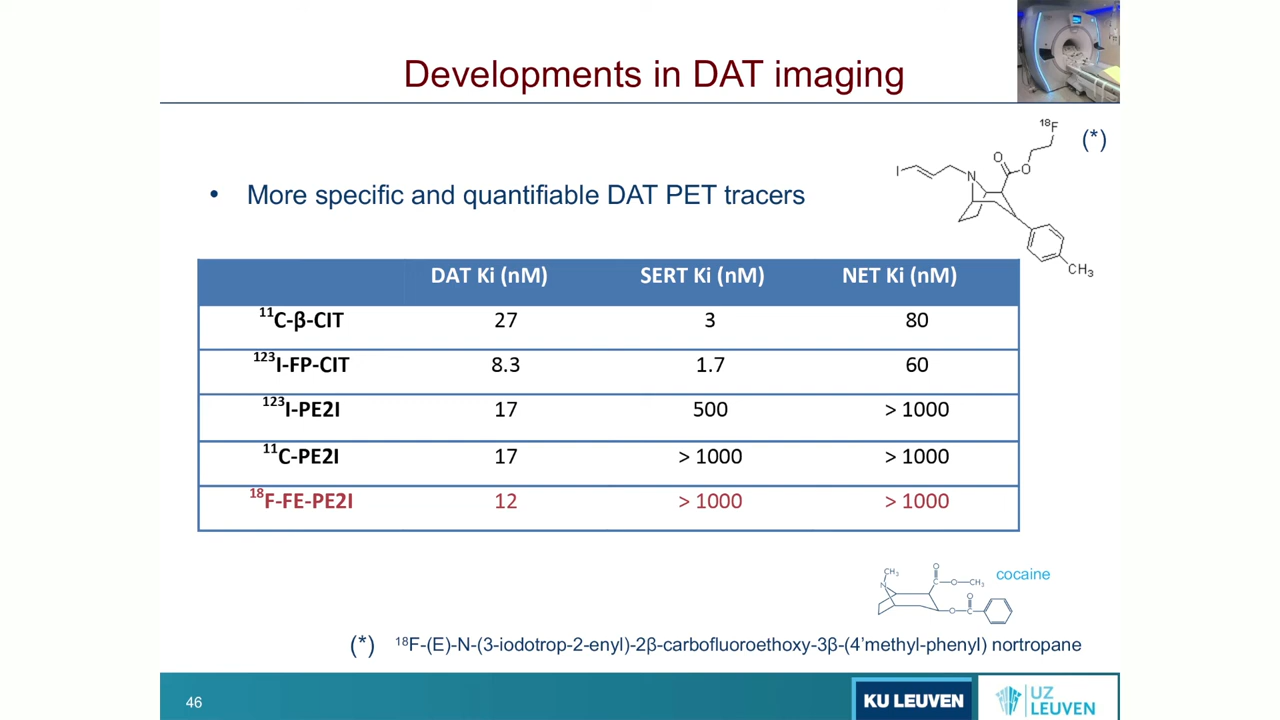 Developments in DAT imaging
¹⁸F
(*)
O
O
I
N
CH₃
• More specific and quantifiable DAT PET tracers
DAT Ki (nM) SERT Ki (nM) NET Ki (nM)
¹¹C-β-CIT 27 3 80
¹²³I-FP-CIT 8.3 1.7 60
¹²³I-PE2I 17 500 > 1000
¹¹C-PE2I 17 > 1000 > 1000
¹⁸F-FE-PE2I 12 > 1000 > 1000
CH₃
N
O
C
O
CH₃
O
O
C
cocaine
(*) ¹⁸F-(E)-N-(3-iodotrop-2-enyl)-2β-carbofluoroethoxy-3β-(4’methyl-phenyl) nortropane
46
KU LEUVEN
UZ
LEUVEN